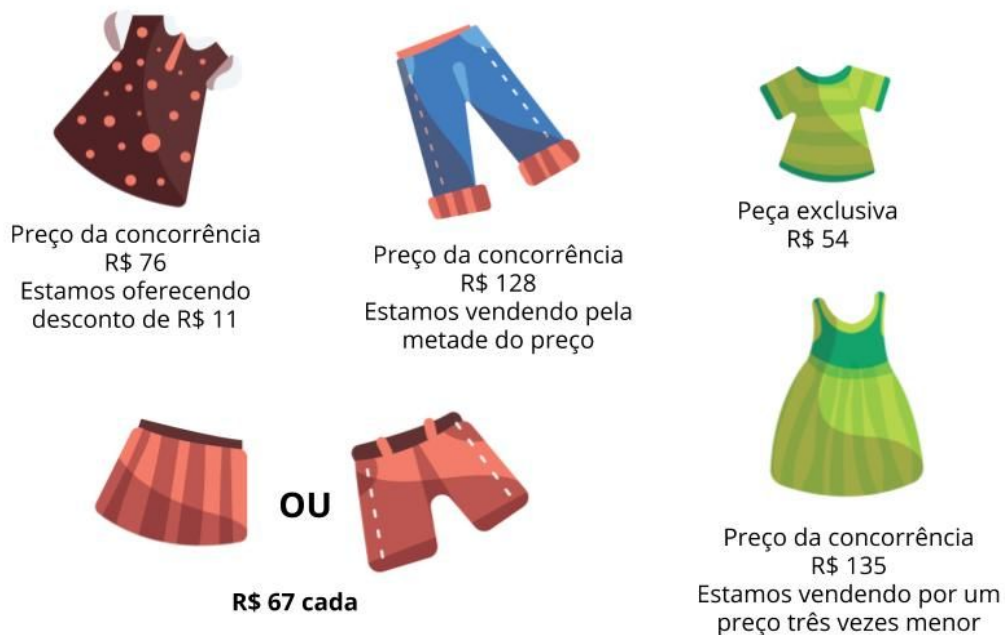 Preço da concorrência
R$ 76
Estamos oferecendo
desconto de R$ 11
Preço da concorrência
R$ 128
Estamos vendendo pela
metade do preço
Peça exclusiva
R$ 54
OU
R$ 67 cada
Preço da concorrência
R$ 135
Estamos vendendo por um
preço três vezes menor